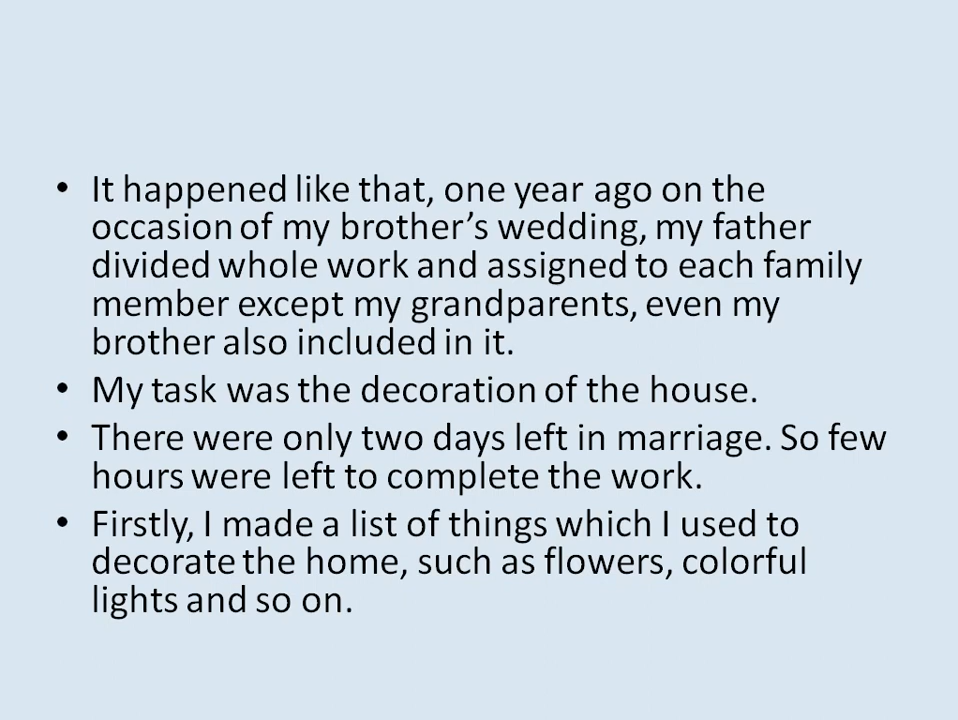 • It happened like that, one year ago on the
occasion of my brother’s wedding, my father
divided whole work and assigned to each family
member except my grandparents, even my
brother also included in it.
• My task was the decoration of the house.
• There were only two days left in marriage. So few
hours were left to complete the work.
• Firstly, I made a list of things which I used to
decorate the home, such as flowers, colorful
lights and so on.